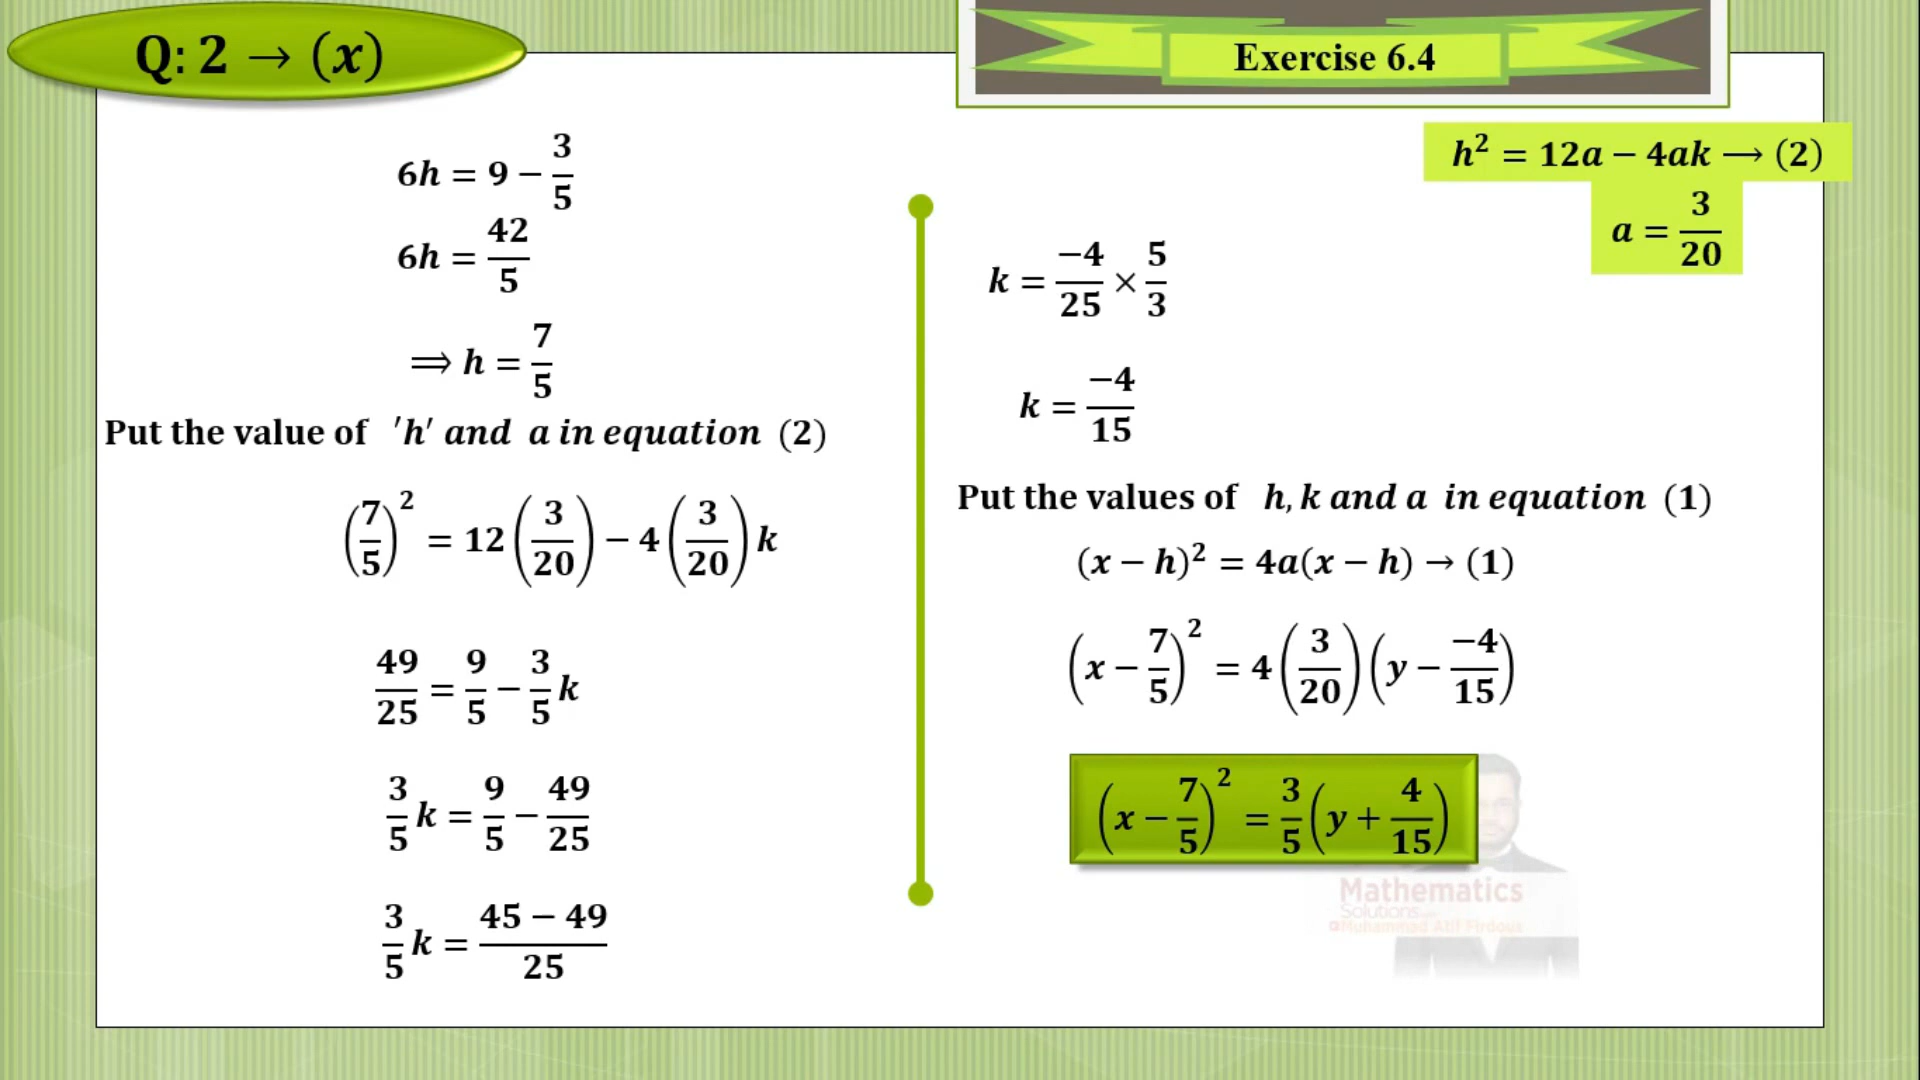 Q: 2 → (x)
Exercise 6.4
6h = 9 − 3/5
6h = 42/5
⟹ h = 7/5
Put the value of 'h' and a in equation (2)
(7/5)² = 12(3/20) − 4(3/20)k
49/25 = 9/5 − 3/5 k
3/5 k = 9/5 − 49/25
3/5 k = (45 − 49)/25
h² = 12a − 4ak → (2)
a = 3/20
k = −4/25 × 5/3
k = −4/15
Put the values of h, k and a in equation (1)
(x − h)² = 4a(x − h) → (1)
(x − 7/5)² = 4(3/20)(y − −4/15)
(x − 7/5)² = 3/5(y + 4/15)
Mathematics
Solutions
Muhammad Atif Firdous